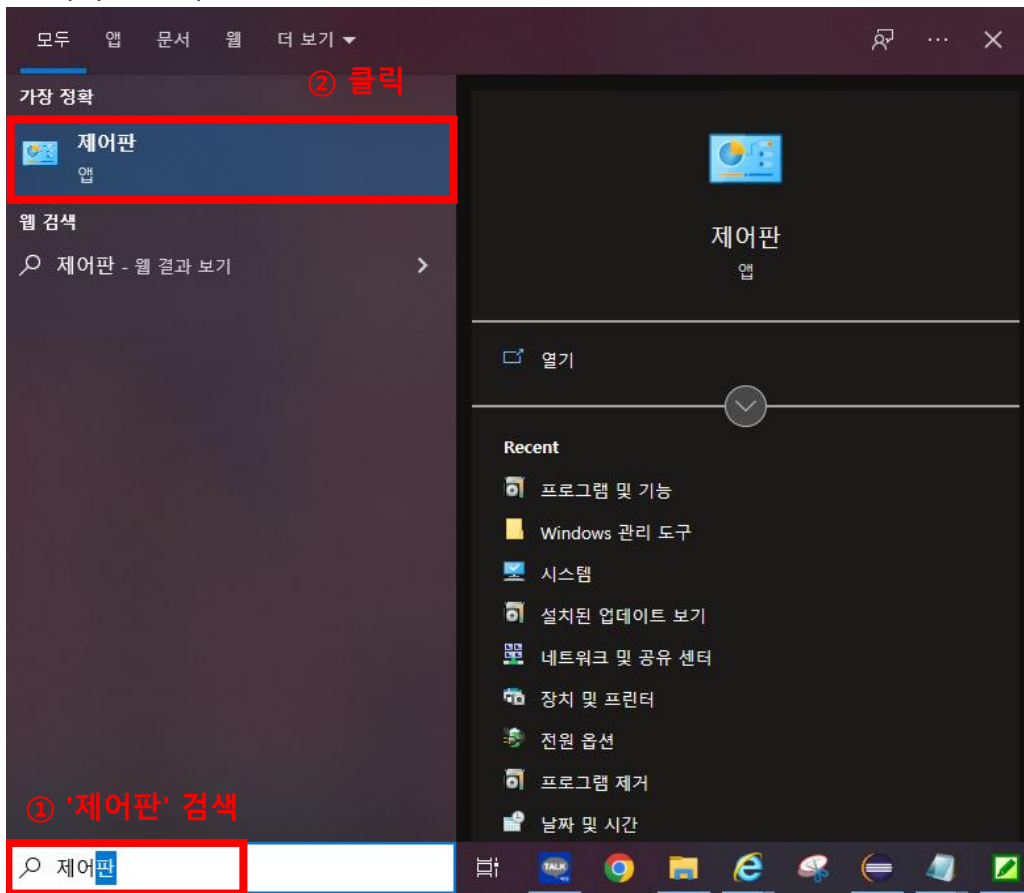 모두 앱 문서 웹 더 보기
② 클릭
가장 정확
제어판
앱
웹 검색
제어판 - 웹 결과 보기
제어판
앱
열기
Recent
프로그램 및 기능
Windows 관리 도구
시스템
설치된 업데이트 보기
네트워크 및 공유 센터
장치 및 프린터
전원 옵션
프로그램 제거
날짜 및 시간
① '제어판' 검색
제어판
TALK